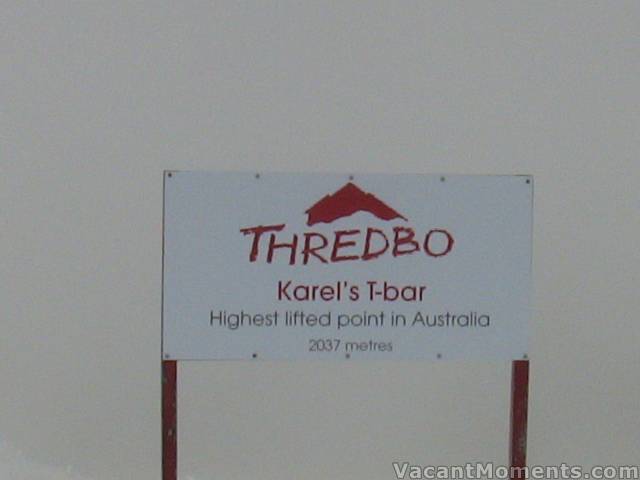 THREDBO
Karel's T-bar
Highest lifted point in Australia
2037 metres
VacantMoments.com